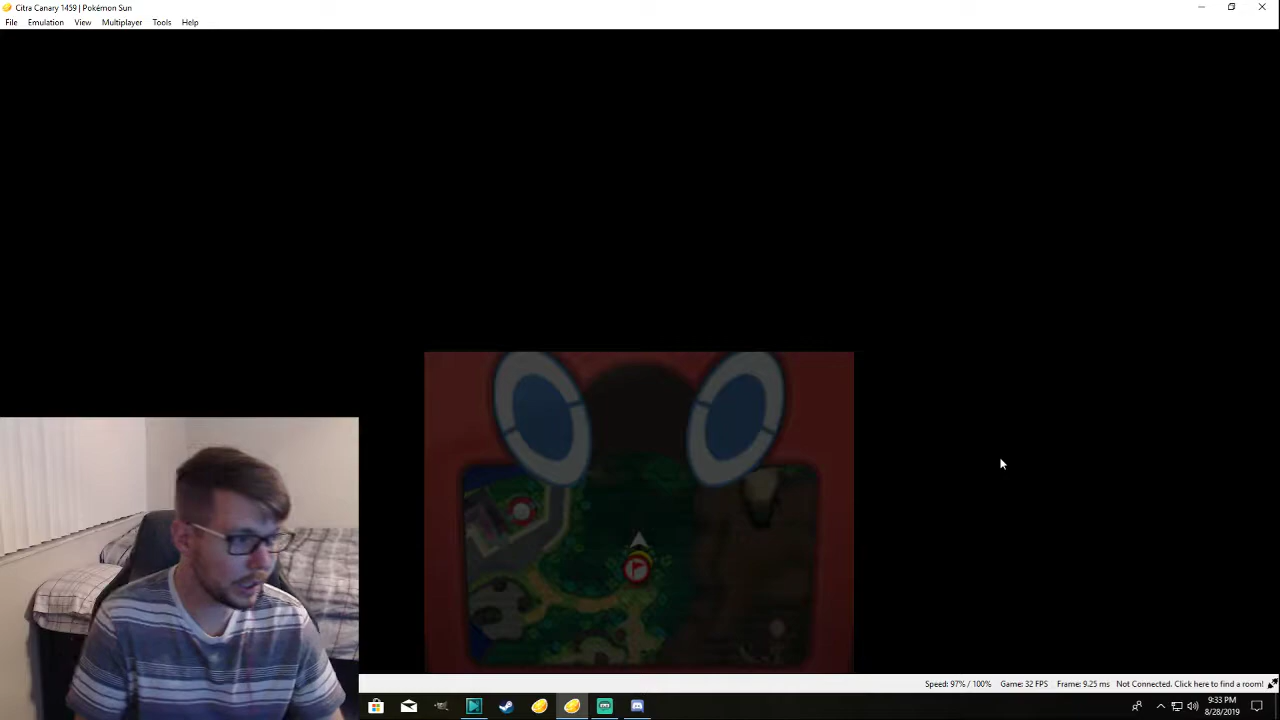 Citra Canary 1459 | Pokémon Sun
File Emulation View Multiplayer Tools Help
Speed: 97% / 100% Game: 32 FPS Frame: 9.25 ms Not Connected. Click here to find a room!
9:33 PM
8/28/2019